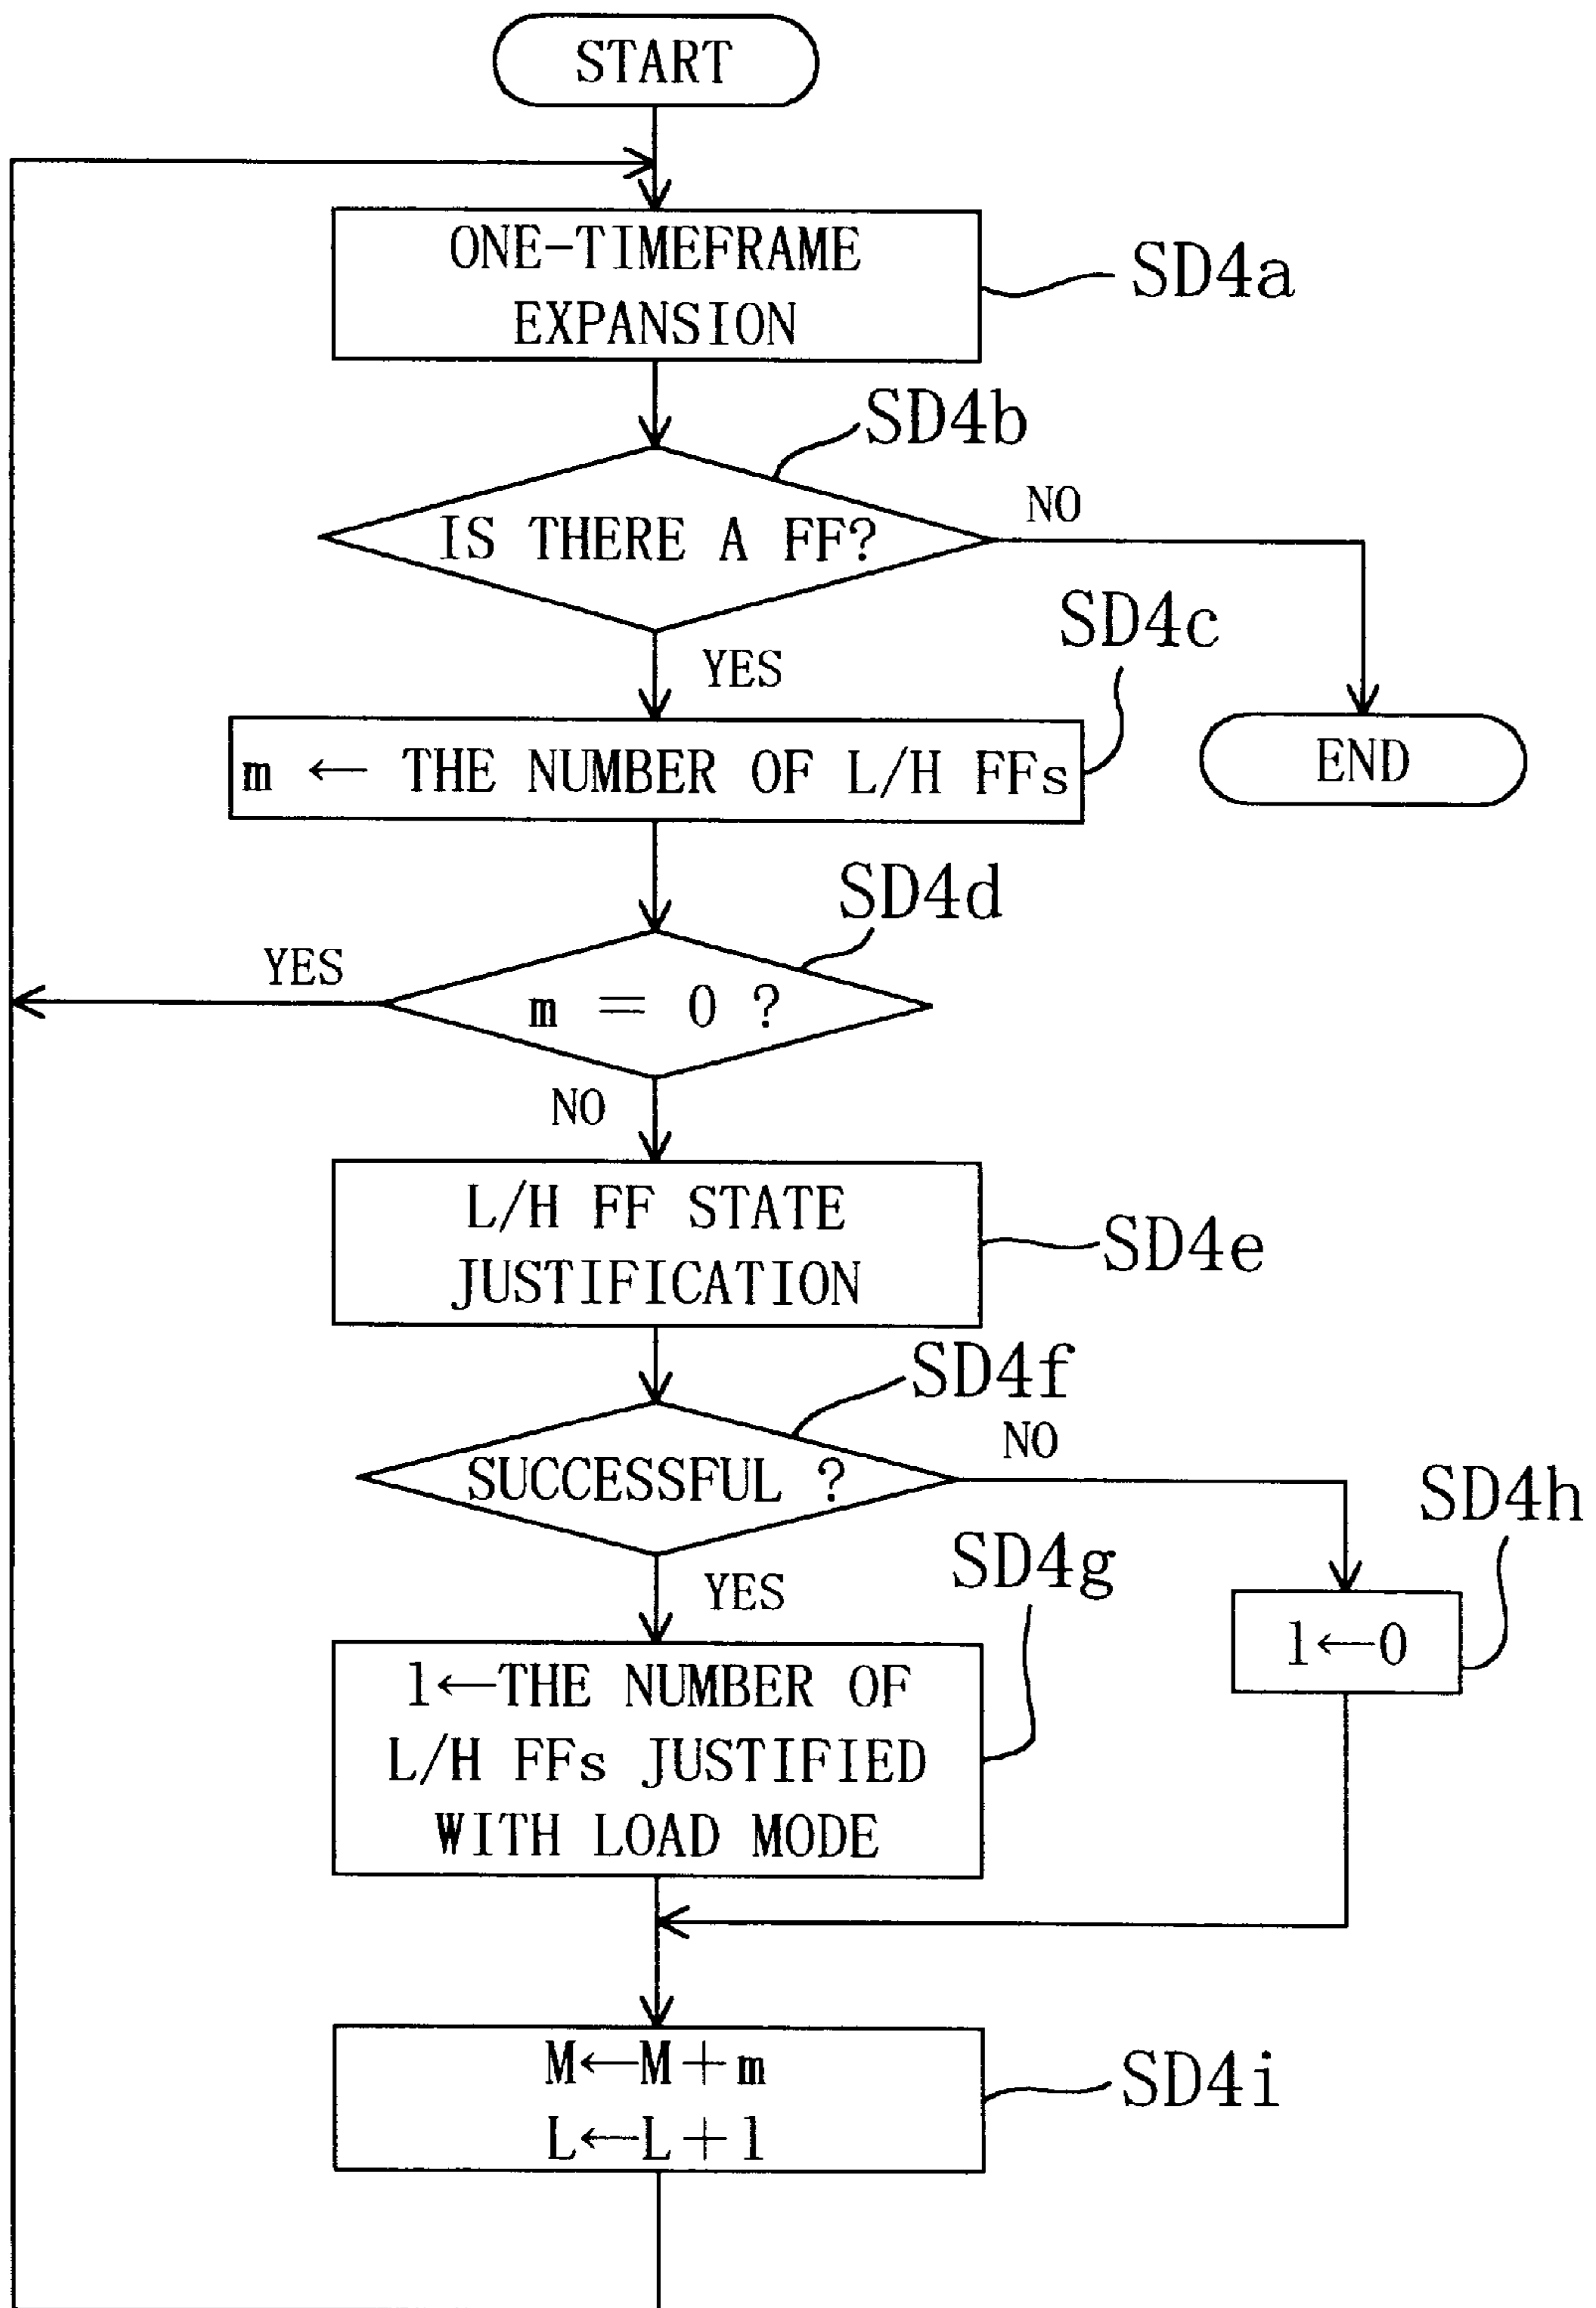 START
ONE-TIMEFRAME
EXPANSION
SD4a
SD4b
IS THERE A FF?
NO
SD4c
YES
m ← THE NUMBER OF L/H FFs
END
SD4d
YES
m = 0 ?
NO
L/H FF STATE
JUSTIFICATION
SD4e
SD4f
SUCCESSFUL ?
NO
SD4h
SD4g
YES
l←0
l←THE NUMBER OF
L/H FFs JUSTIFIED
WITH LOAD MODE
M←M+m
L←L+l
SD4i